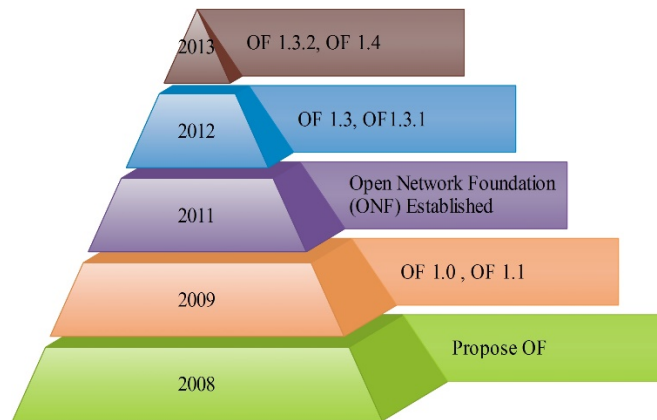 2013
OF 1.3.2, OF 1.4
2012
OF 1.3, OF1.3.1
2011
Open Network Foundation
(ONF) Established
2009
OF 1.0 , OF 1.1
2008
Propose OF